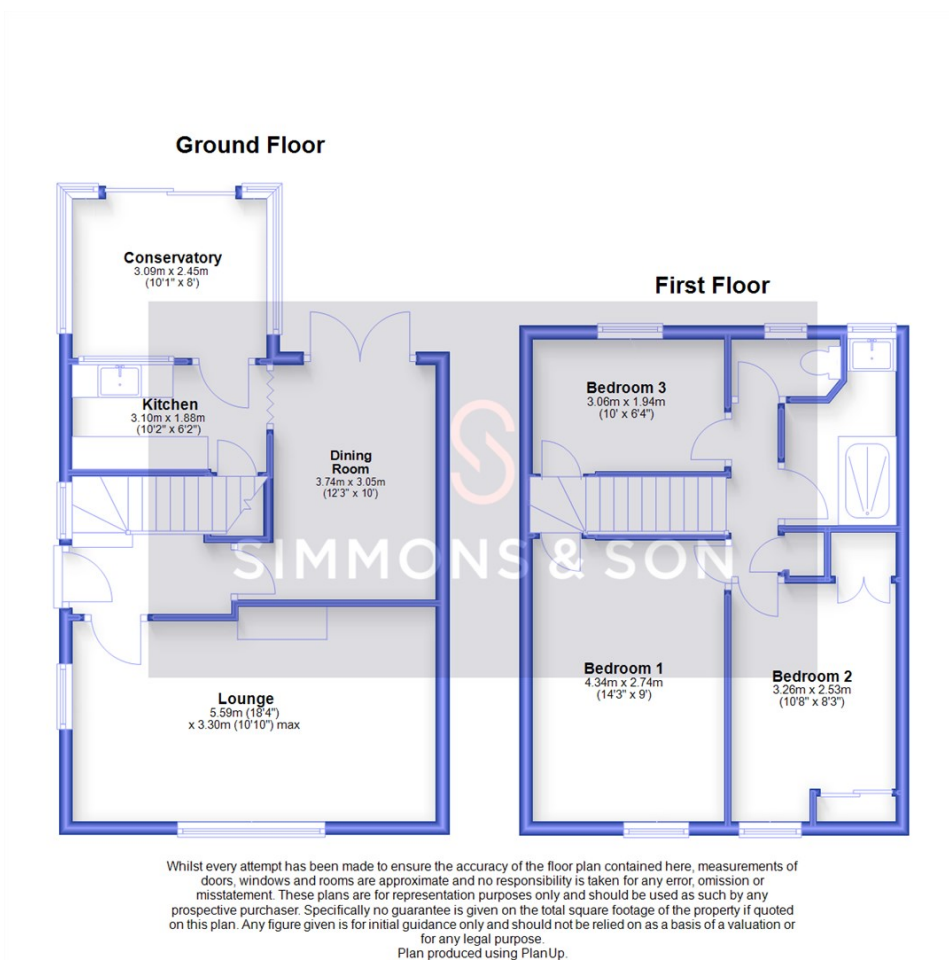 Ground Floor
Conservatory
3.09m x 2.45m
(10'1" x 8')
Kitchen
3.10m x 1.88m
(10'2" x 6'2")
Dining
Room
3.74m x 3.05m
(12'3" x 10')
Lounge
5.59m (18'4")
x 3.30m (10'10") max
First Floor
Bedroom 3
3.06m x 1.94m
(10' x 6'4")
Bedroom 1
4.34m x 2.74m
(14'3" x 9')
Bedroom 2
3.26m x 2.53m
(10'8" x 8'3")
SIMMONS & SON
Whilst every attempt has been made to ensure the accuracy of the floor plan contained here, measurements of
doors, windows and rooms are approximate and no responsibility is taken for any error, omission or
misstatement. These plans are for representation purposes only and should be used as such by any
prospective purchaser. Specifically no guarantee is given on the total square footage of the property if quoted
on this plan. Any figure given is for initial guidance only and should not be relied on as a basis of a valuation or
for any legal purpose.
Plan produced using PlanUp.